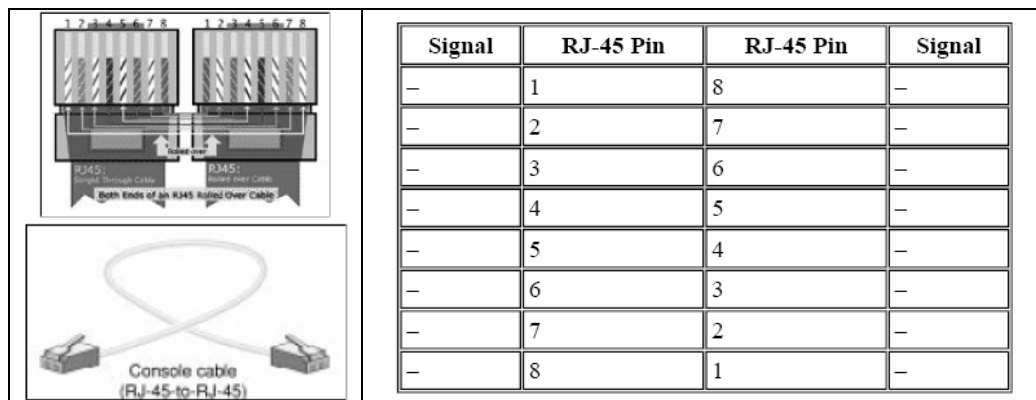 1 2 3 4 5 6 7 8
1 2 3 4 5 6 7 8
Rolled over
RJ45:
Straight Through Cable
RJ45:
Rolled over Cable
Both Ends of an RJ45 Rolled Over Cable
Console cable
(RJ-45-to-RJ-45)
Signal RJ-45 Pin RJ-45 Pin Signal
– 1 8 –
– 2 7 –
– 3 6 –
– 4 5 –
– 5 4 –
– 6 3 –
– 7 2 –
– 8 1 –